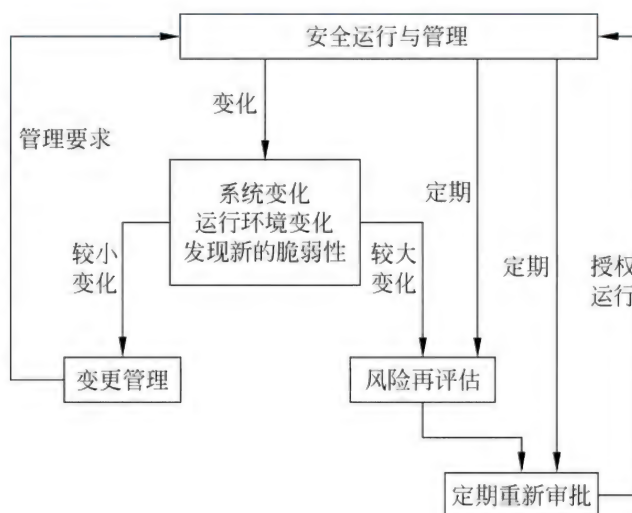 安全运行与管理
变化
管理要求
系统变化
运行环境变化
发现新的脆弱性
定期
较小
变化
较大
变化
定期
授权
运行
变更管理
风险再评估
定期重新审批